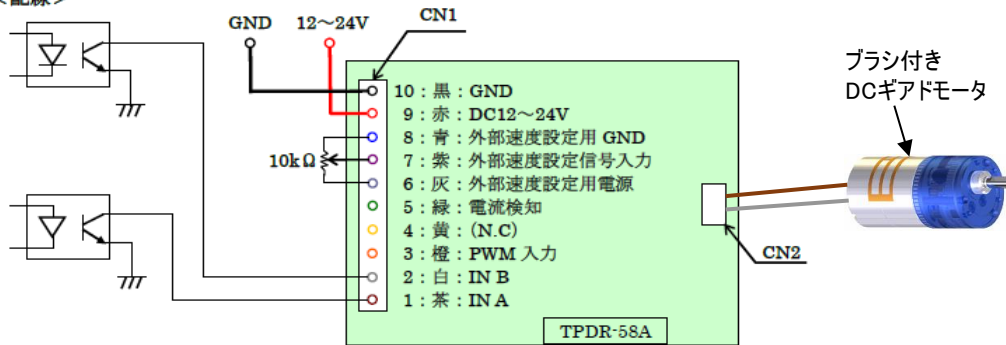 GND 12～24V CN1
10：黒：GND
9：赤：DC12～24V
8：青：外部速度設定用 GND
7：紫：外部速度設定信号入力
6：灰：外部速度設定用電源
5：緑：電流検知
4：黄：(N.C)
3：橙：PWM 入力
2：白：IN B
1：茶：IN A
10kΩ
TPDR-58A
CN2
ブラシ付き
DCギアドモータ